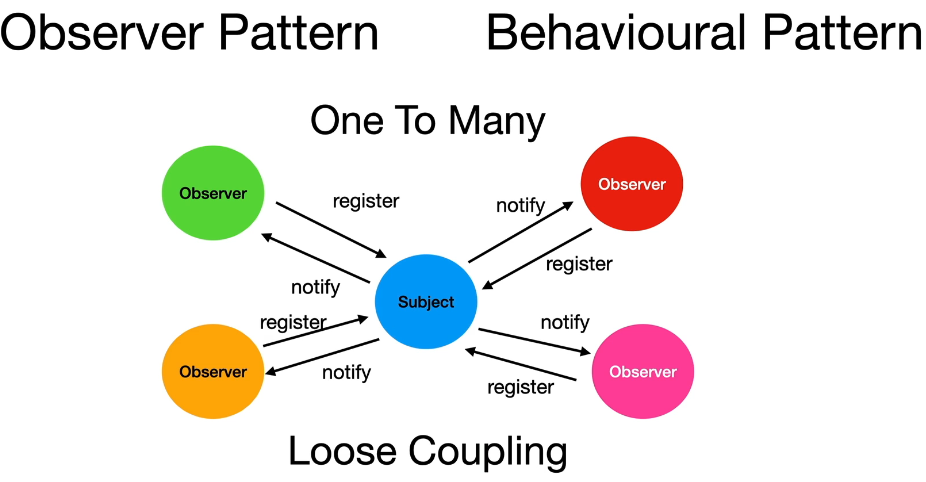 Observer Pattern
Behavioural Pattern
One To Many
Observer
Observer
register
notify
register
notify
Subject
register
notify
Observer
notify
register
Observer
Loose Coupling